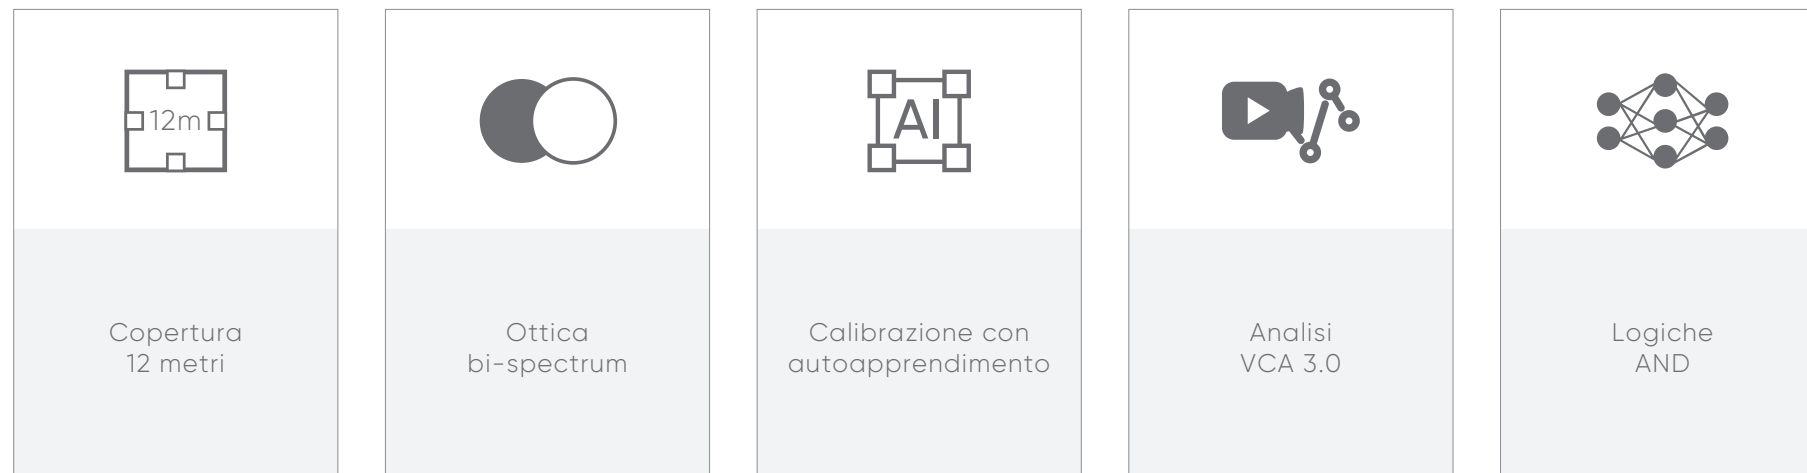 12m
Copertura
12 metri
Ottica
bi-spectrum
AI
Calibrazione con
autoapprendimento
Analisi
VCA 3.0
Logiche
AND